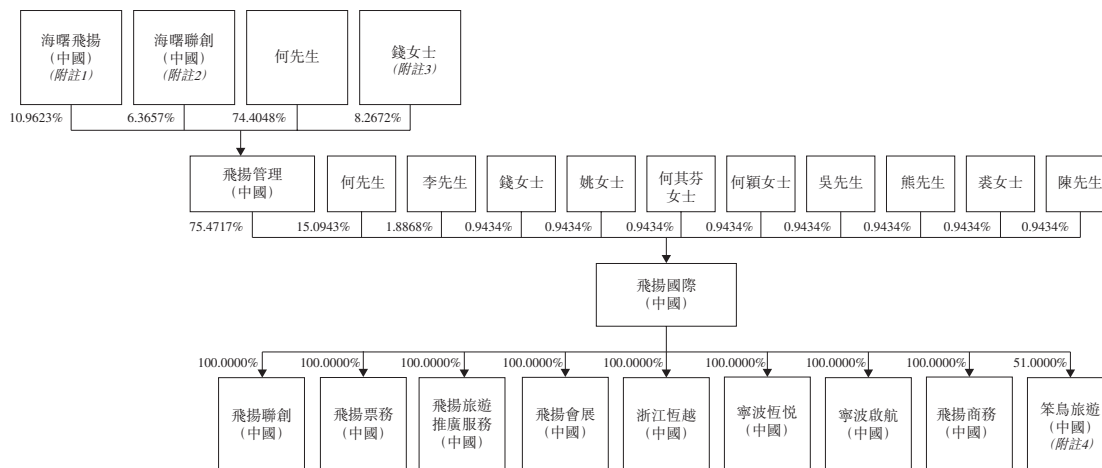 海曙飛揚
(中國)
(附註1)
海曙聯創
(中國)
(附註2)
何先生
錢女士
(附註3)
10.9623%
6.3657%
74.4048%
8.2672%
飛揚管理
(中國)
何先生
李先生
錢女士
姚女士
何其芬
女士
何穎女士
吳先生
熊先生
裘女士
陳先生
75.4717%
15.0943%
1.8868%
0.9434%
0.9434%
0.9434%
0.9434%
0.9434%
0.9434%
0.9434%
0.9434%
飛揚國際
(中國)
100.0000%
100.0000%
100.0000%
100.0000%
100.0000%
100.0000%
100.0000%
100.0000%
51.0000%
飛揚聯創
(中國)
飛揚票務
(中國)
飛揚旅遊
推廣服務
(中國)
飛揚會展
(中國)
浙江恆越
(中國)
寧波恆悅
(中國)
寧波啟航
(中國)
飛揚商務
(中國)
笨鳥旅遊
(中國)
(附註4)